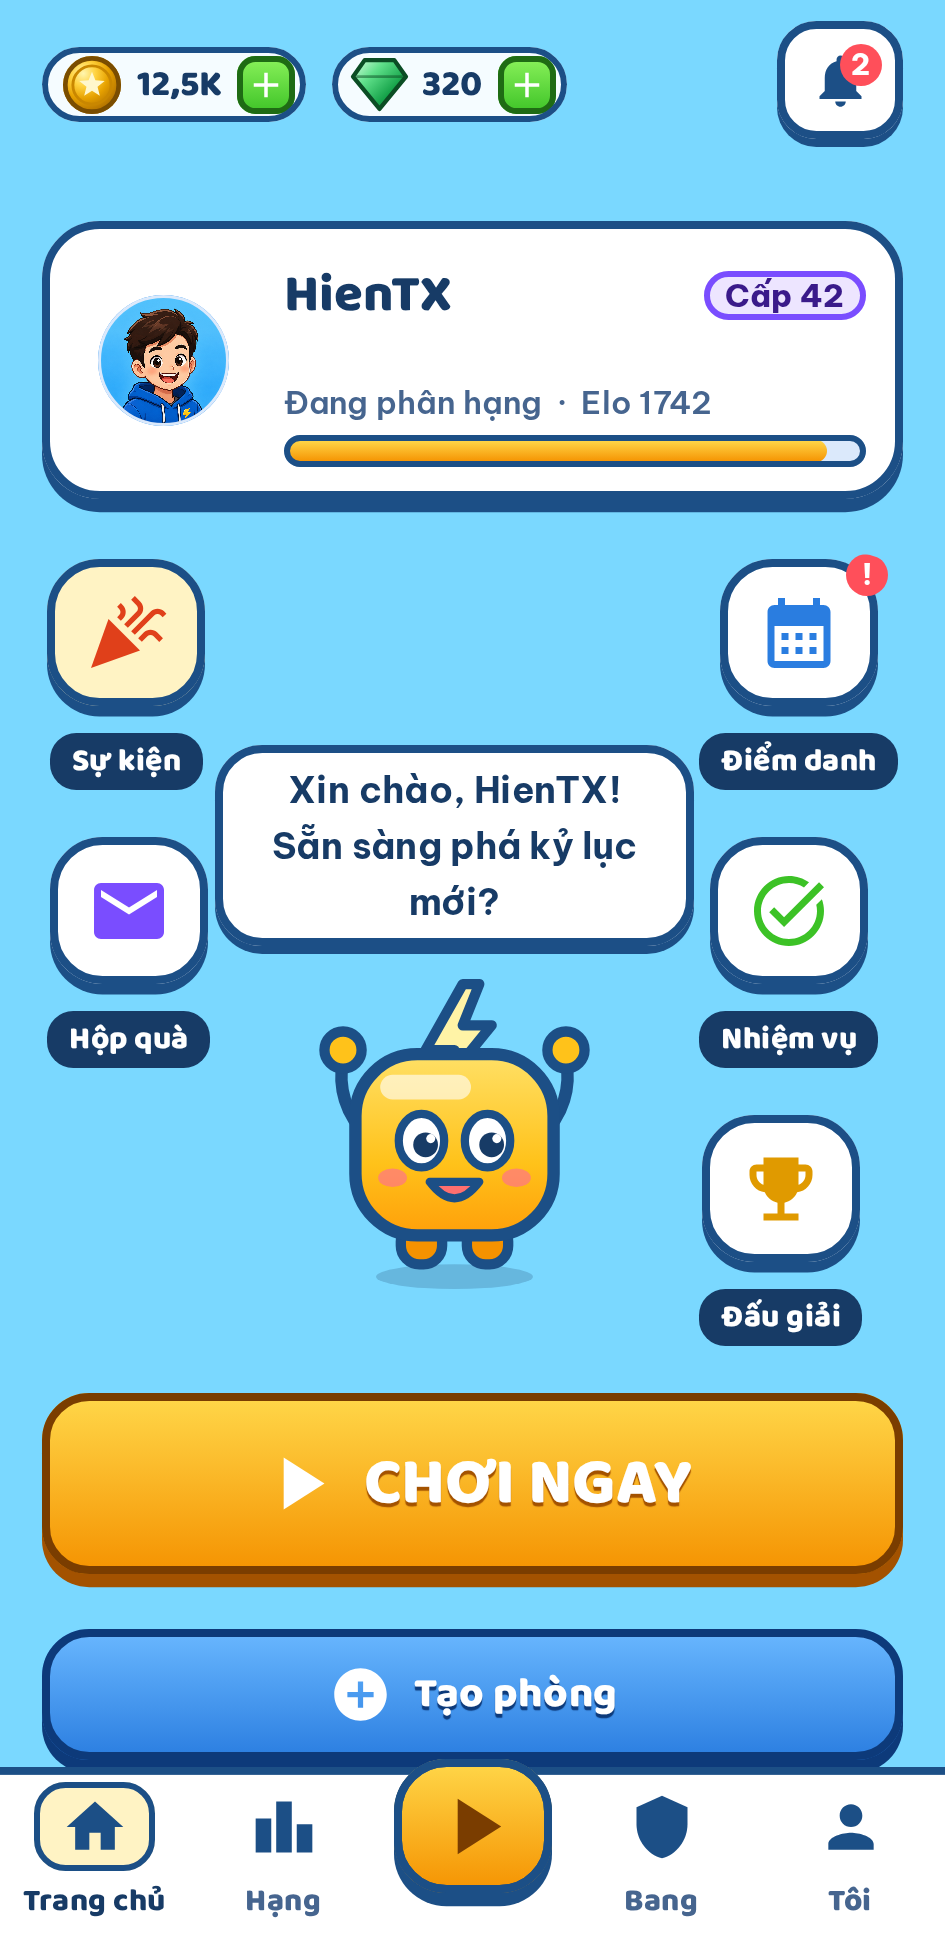 12,5K
320
2
HienTX
Cấp 42
Đang phân hạng · Elo 1742
!
Sự kiện
Điểm danh
Xin chào, HienTX!
Sẵn sàng phá kỷ lục
mới?
Hộp quà
Nhiệm vụ
Đấu giải
CHƠI NGAY
Tạo phòng
Trang chủ
Hạng
Bang
Tôi